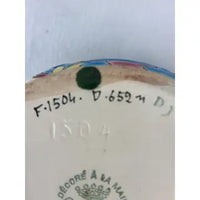 F.1504. D.652 n D)
1504
DÉCORÉ À LA MAIN